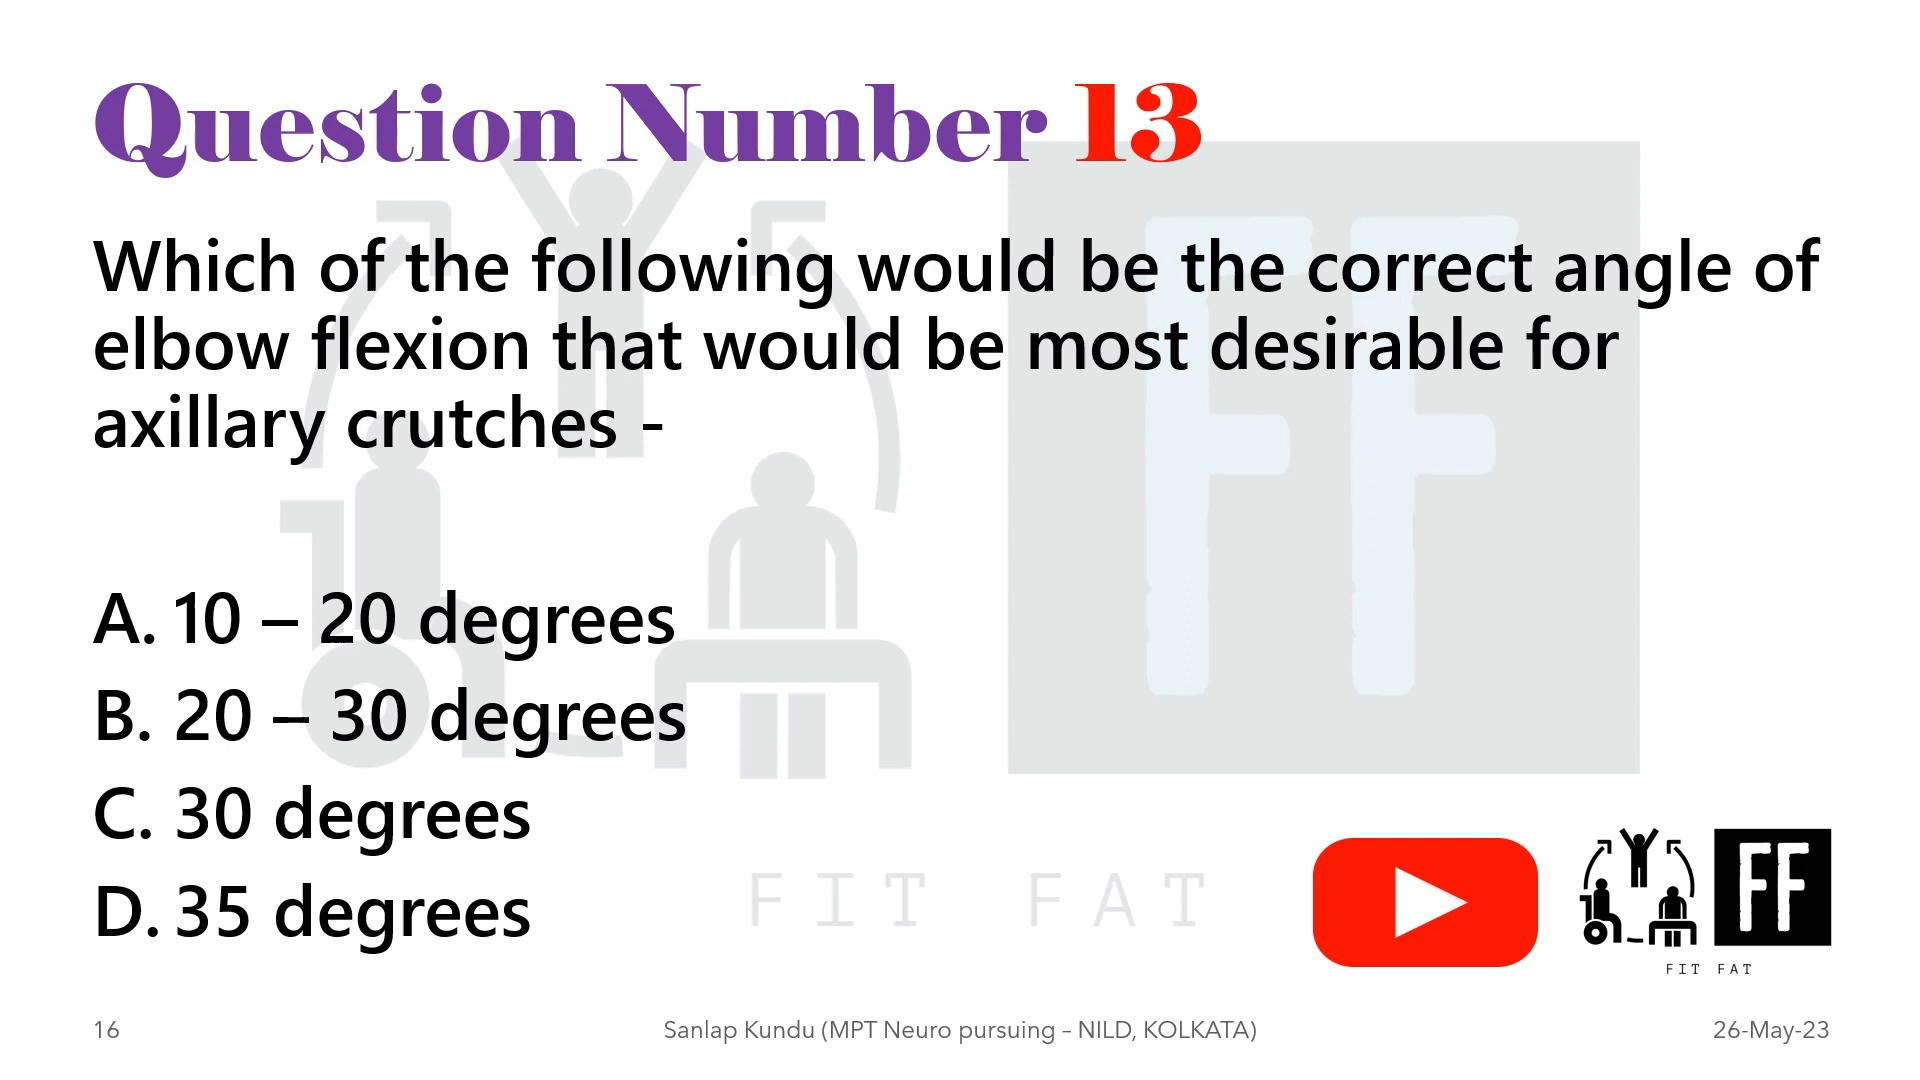 Question Number 13
Which of the following would be the correct angle of
elbow flexion that would be most desirable for
axillary crutches -
A. 10 – 20 degrees
B. 20 – 30 degrees
C. 30 degrees
D. 35 degrees
FF
FIT FAT
FF
FIT FAT
16
Sanlap Kundu (MPT Neuro pursuing – NILD, KOLKATA)
26-May-23